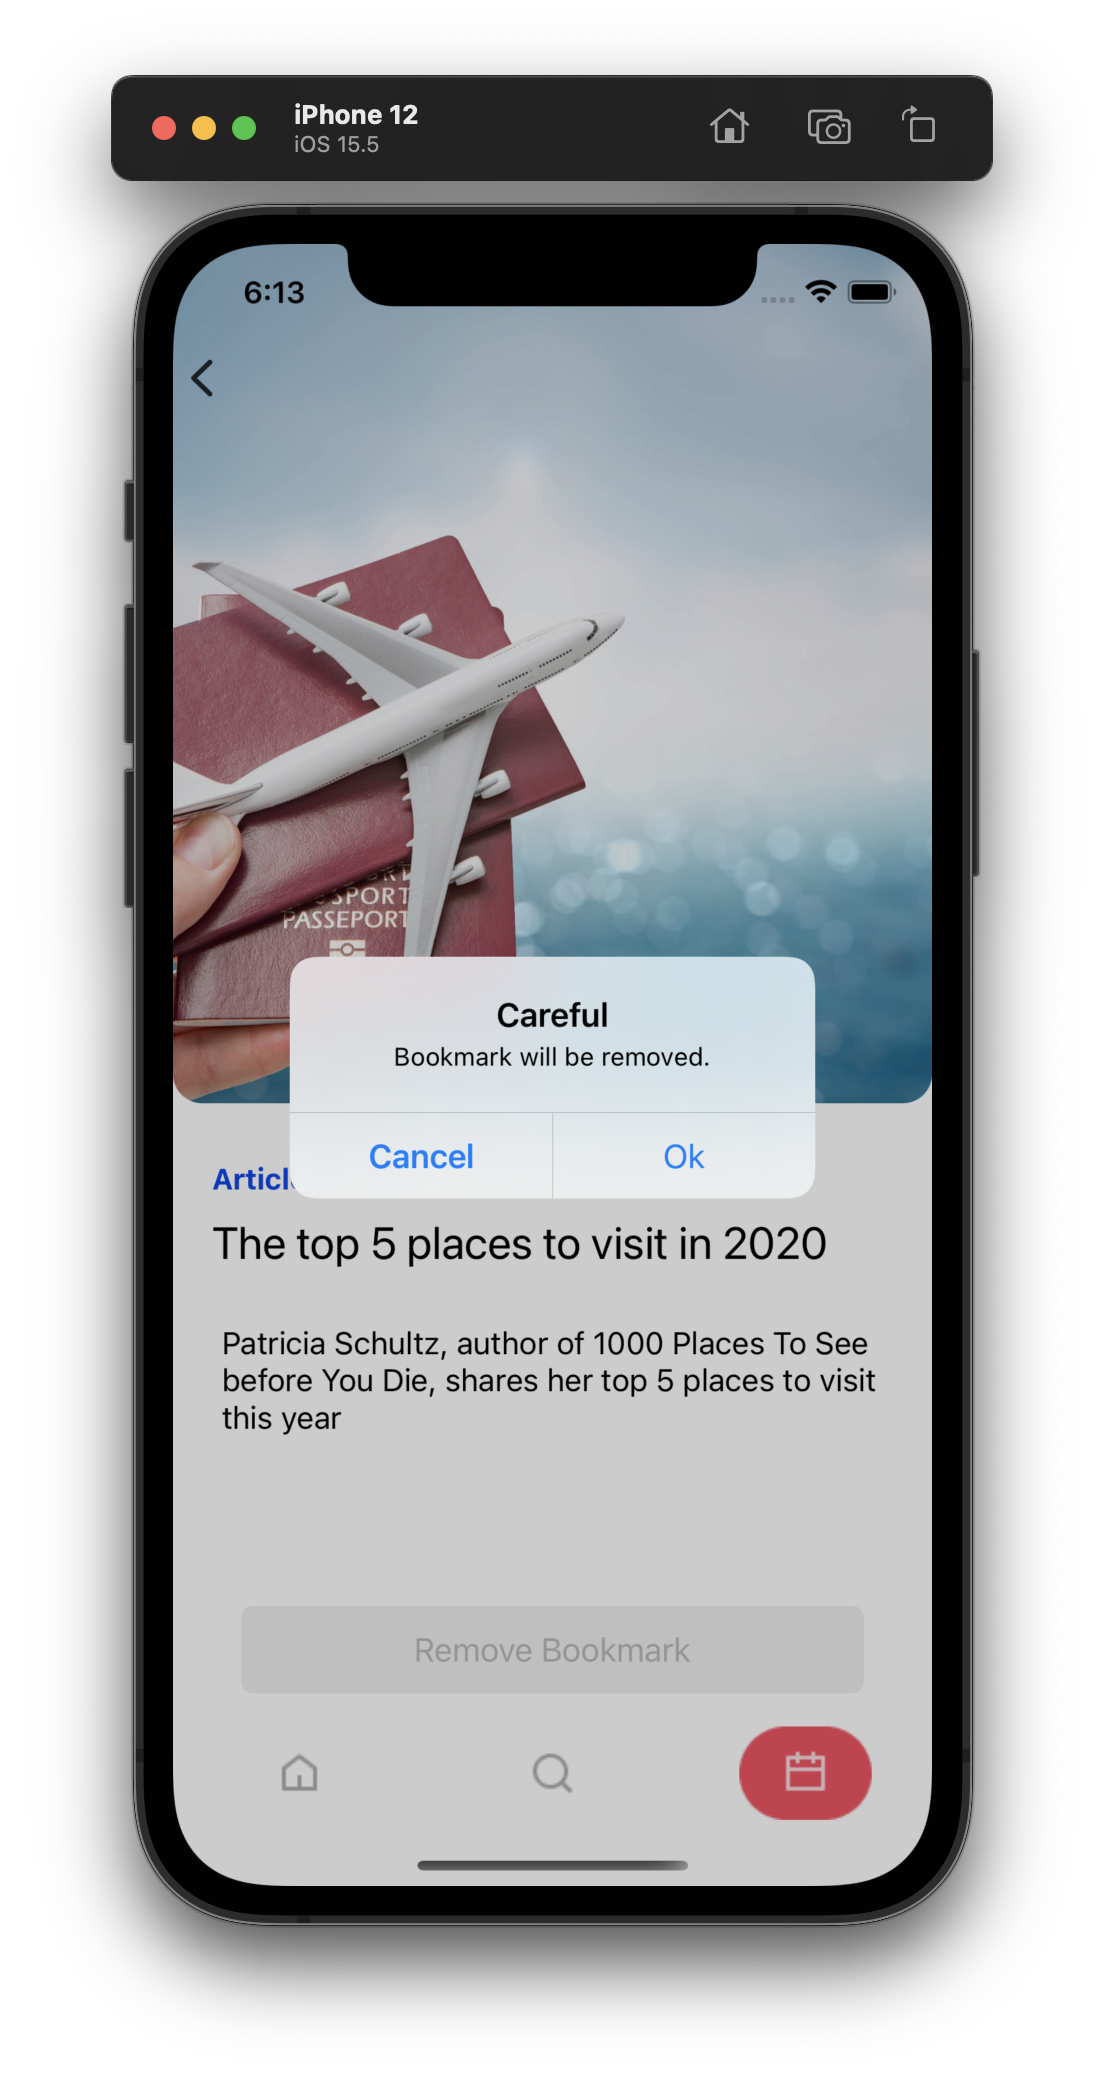 iPhone 12
iOS 15.5
6:13
SPORT
PASSEPORT
Careful
Bookmark will be removed.
Cancel
Ok
The top 5 places to visit in 2020
Patricia Schultz, author of 1000 Places To See
before You Die, shares her top 5 places to visit
this year
Remove Bookmark